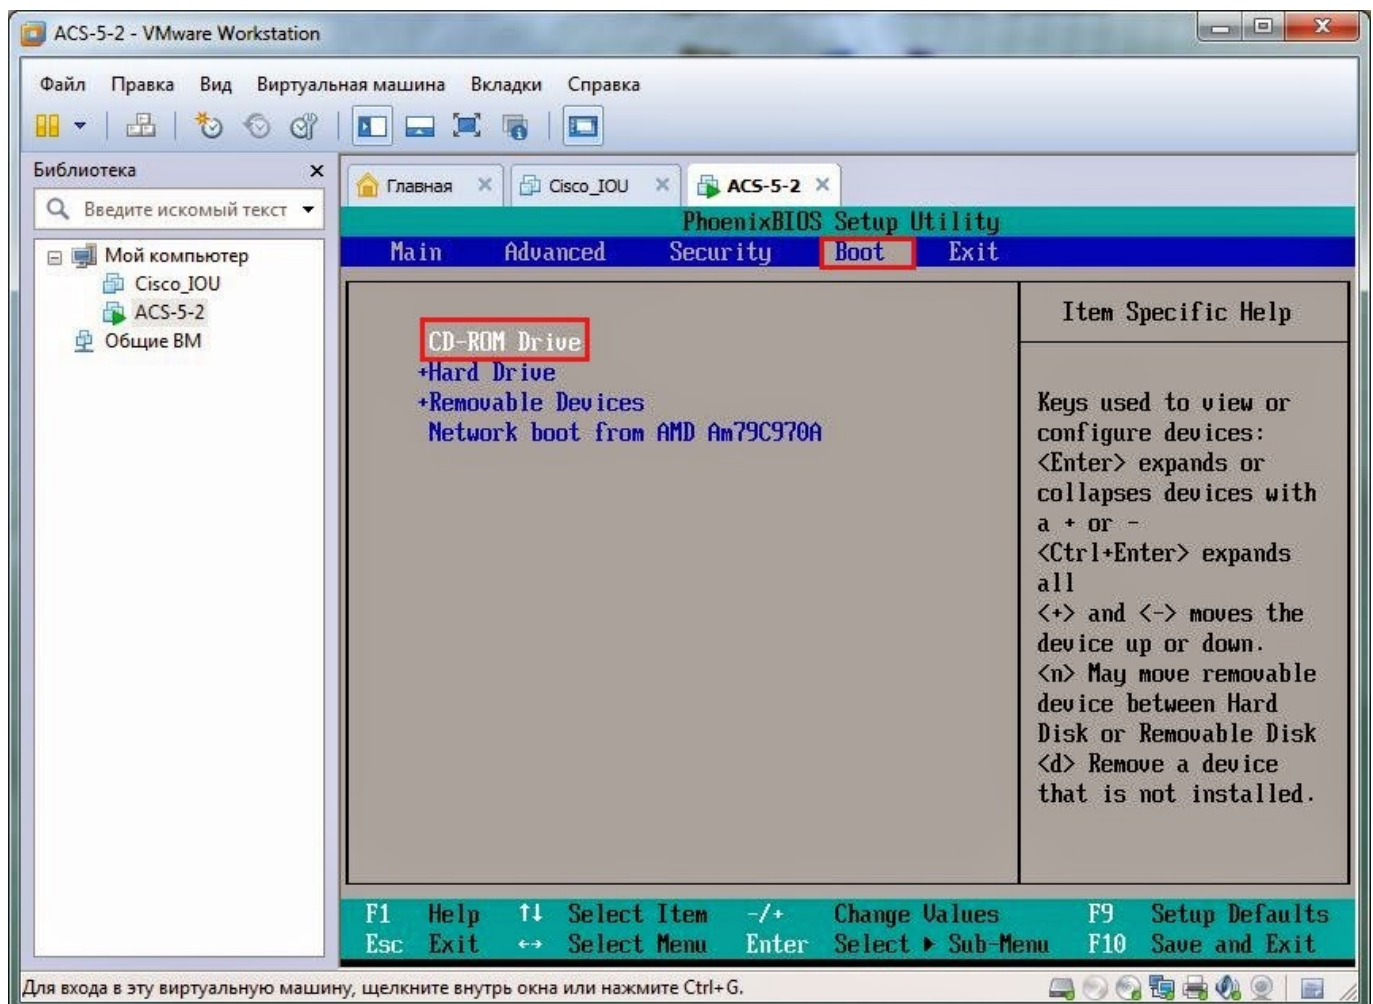 ACS-5-2 - VMware Workstation
Файл Правка Вид Виртуальная машина Вкладки Справка
Библиотека
Введите искомый текст
Мой компьютер
Cisco_IOU
ACS-5-2
Общие ВМ
Главная Cisco_IOU ACS-5-2
PhoenixBIOS Setup Utility
Main Advanced Security Boot Exit
CD-ROM Drive
+Hard Drive
+Removable Devices
Network boot from AMD Am79C970A
Item Specific Help
Keys used to view or
configure devices:
<Enter> expands or
collapses devices with
a + or -
<Ctrl+Enter> expands
all
<+> and <-> moves the
device up or down.
<n> May move removable
device between Hard
Disk or Removable Disk
<d> Remove a device
that is not installed.
F1 Help ↑↓ Select Item -/+ Change Values F9 Setup Defaults
Esc Exit ↔ Select Menu Enter Select ▶ Sub-Menu F10 Save and Exit
Для входа в эту виртуальную машину, щелкните внутрь окна или нажмите Ctrl+G.